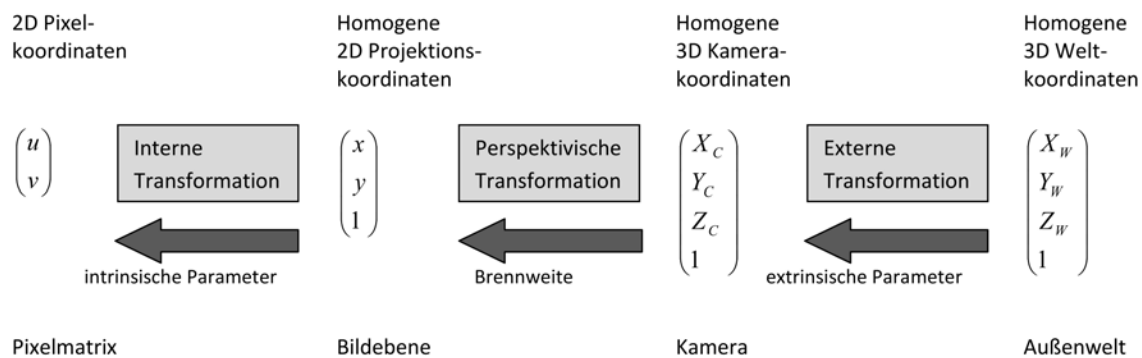 2D Pixel-
koordinaten
Homogene
2D Projektions-
koordinaten
Homogene
3D Kamera-
koordinaten
Homogene
3D Welt-
koordinaten
u
v
Interne
Transformation
intrinsische Parameter
x
y
1
Perspektivische
Transformation
Brennweite
X_C
Y_C
Z_C
1
Externe
Transformation
extrinsische Parameter
X_W
Y_W
Z_W
1
Pixelmatrix
Bildebene
Kamera
Außenwelt